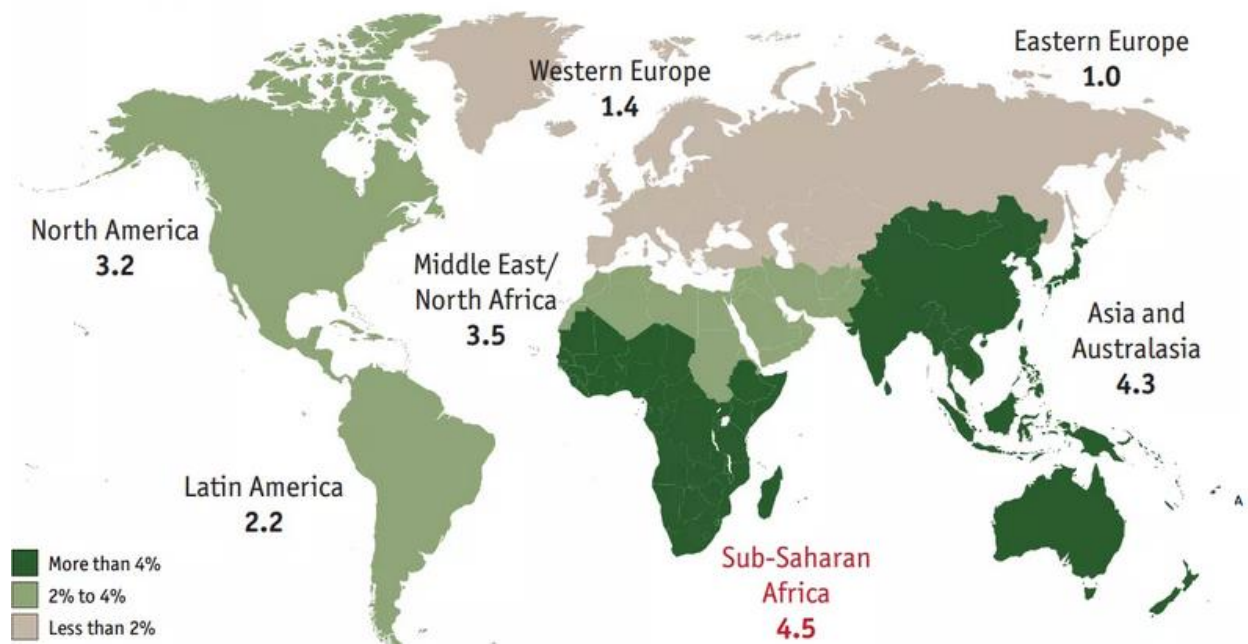 Western Europe
1.4
Eastern Europe
1.0
North America
3.2
Middle East/
North Africa
3.5
Asia and
Australasia
4.3
Latin America
2.2
Sub-Saharan
Africa
4.5
More than 4%
2% to 4%
Less than 2%
A